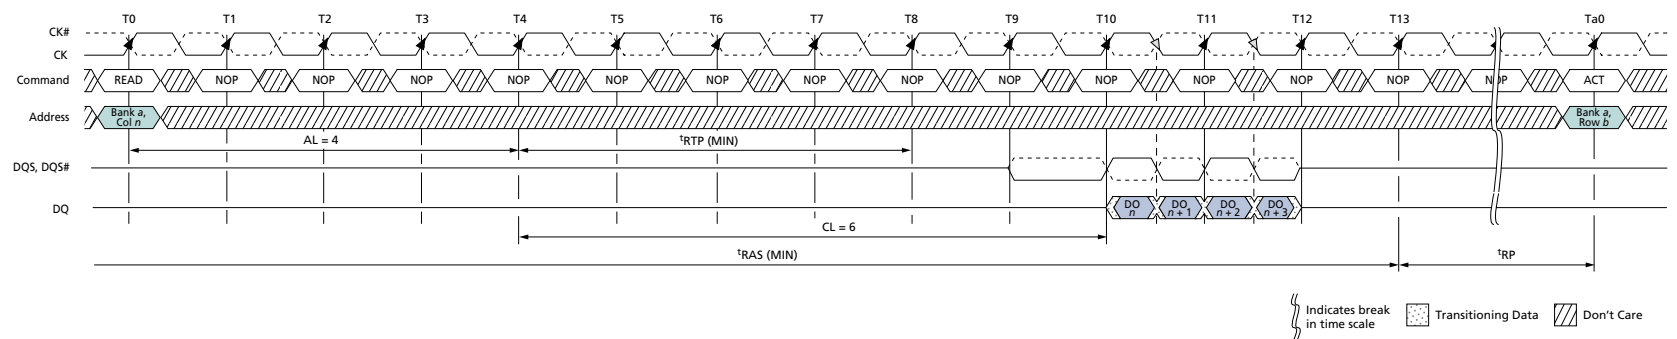 T0 T1 T2 T3 T4 T5 T6 T7 T8 T9 T10 T11 T12 T13 Ta0
CK#
CK
Command READ NOP NOP NOP NOP NOP NOP NOP NOP NOP NOP NOP NOP NOP NOP ACT
Address Bank a, Col n Bank a, Row b
AL = 4 tRTP (MIN)
DQS, DQS#
DQ DO n DO n + 1 DO n + 2 DO n + 3
CL = 6
tRAS (MIN) tRP
Indicates break
in time scale
Transitioning Data
Don't Care